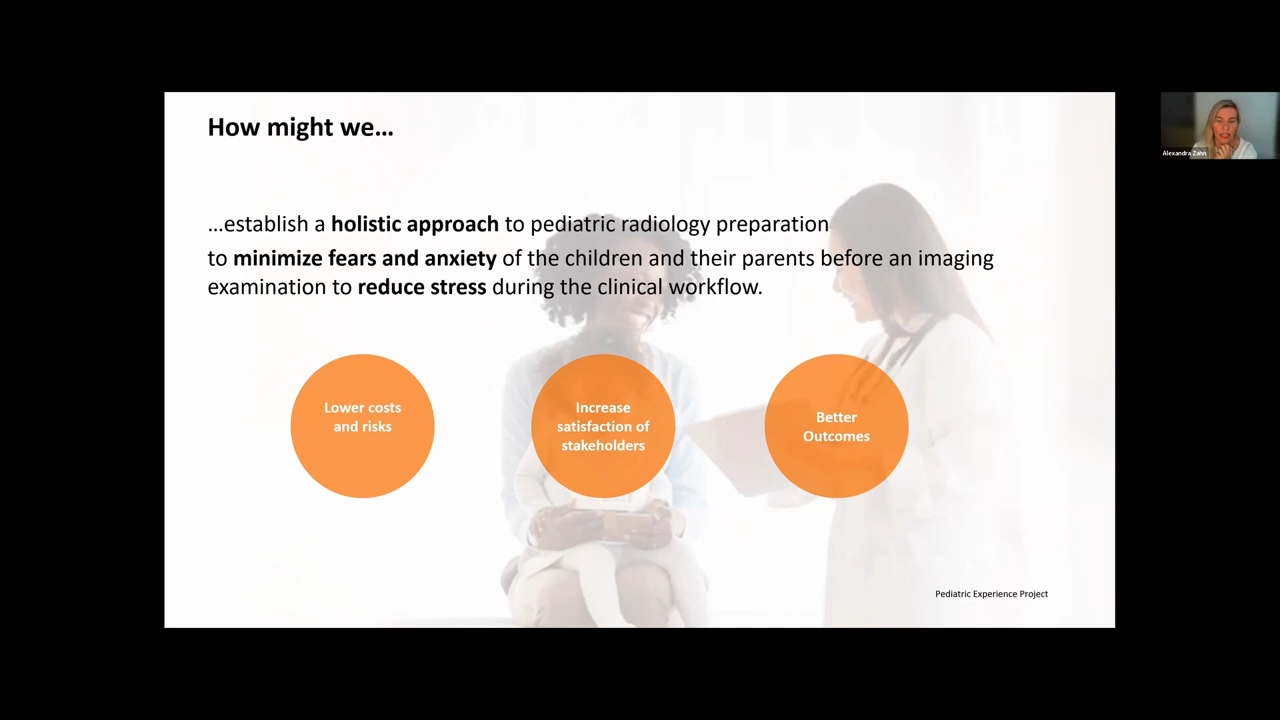 How might we…
…establish a holistic approach to pediatric radiology preparation
to minimize fears and anxiety of the children and their parents before an imaging
examination to reduce stress during the clinical workflow.
Lower costs
and risks
Increase
satisfaction of
stakeholders
Better
Outcomes
Pediatric Experience Project
Alexandra Zahn